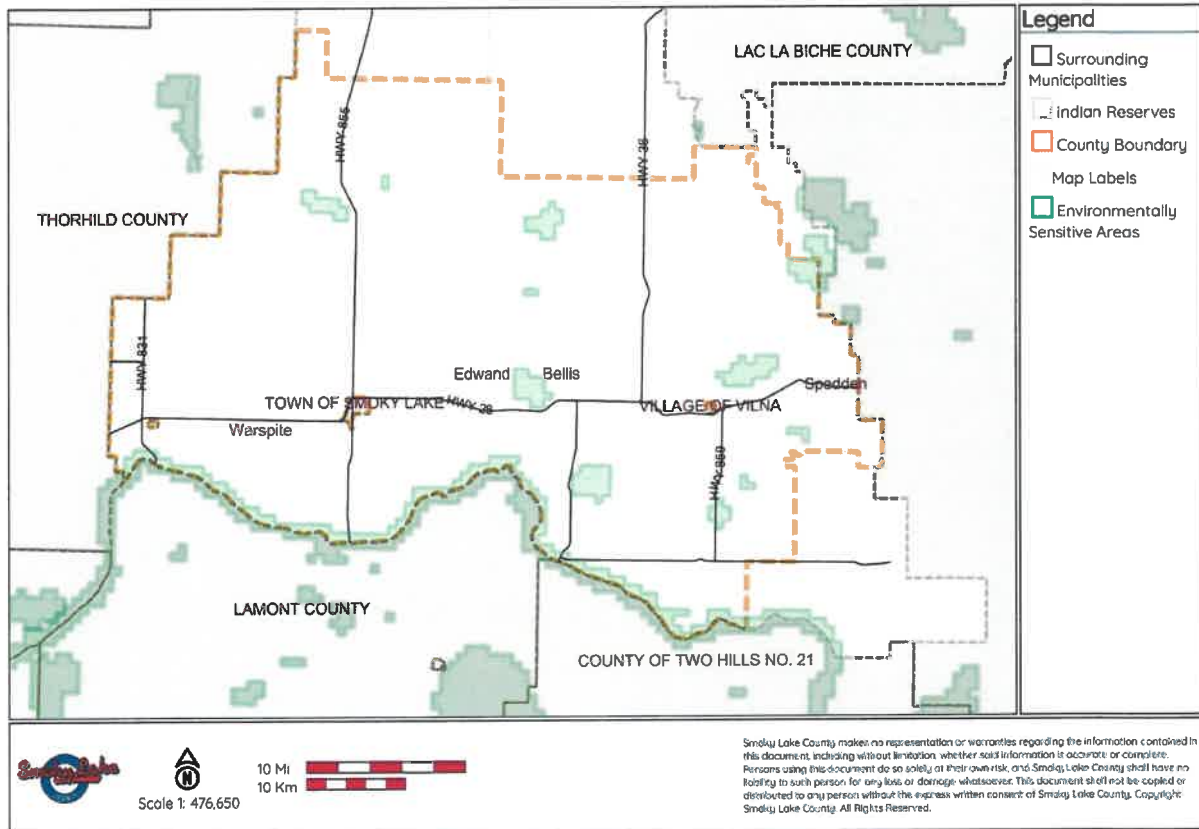 Legend
Surrounding
Municipalities
Indian Reserves
County Boundary
Map Labels
Environmentally
Sensitive Areas
LAC LA BICHE COUNTY
HWY 855
HWY 36
THORHILD COUNTY
HWY 831
Edwand
Bellis
Spedden
TOWN OF SMOKY LAKE
HWY 28
VILLAGE OF VILNA
Warspite
HWY 859
LAMONT COUNTY
COUNTY OF TWO HILLS NO. 21
Smoky Lake
N
Scale 1: 476,650
10 Mi
10 Km
Smoky Lake County makes no representation or warranties regarding the information contained in
this document, including without limitation, whether said information is accurate or complete.
Persons using this document do so solely at their own risk, and Smoky Lake County shall have no
liability to such person for any loss or damage whatsoever. This document shall not be copied or
distributed to any person without the express written consent of Smoky Lake County. Copyright
Smoky Lake County. All Rights Reserved.